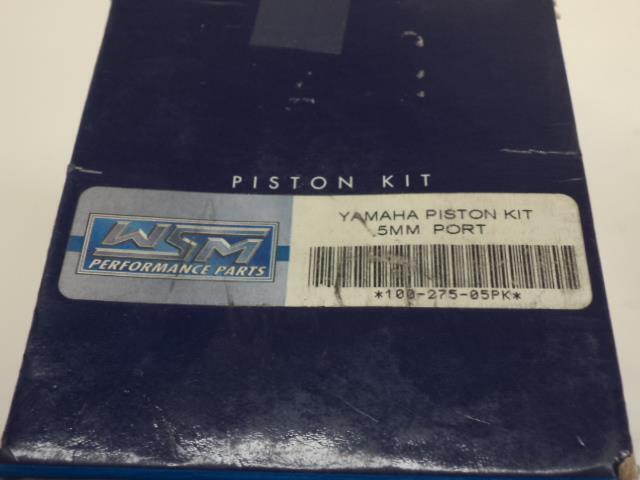 PISTON KIT
WSM
PERFORMANCE PARTS
YAMAHA PISTON KIT
.5MM PORT
*100-275-05PK*